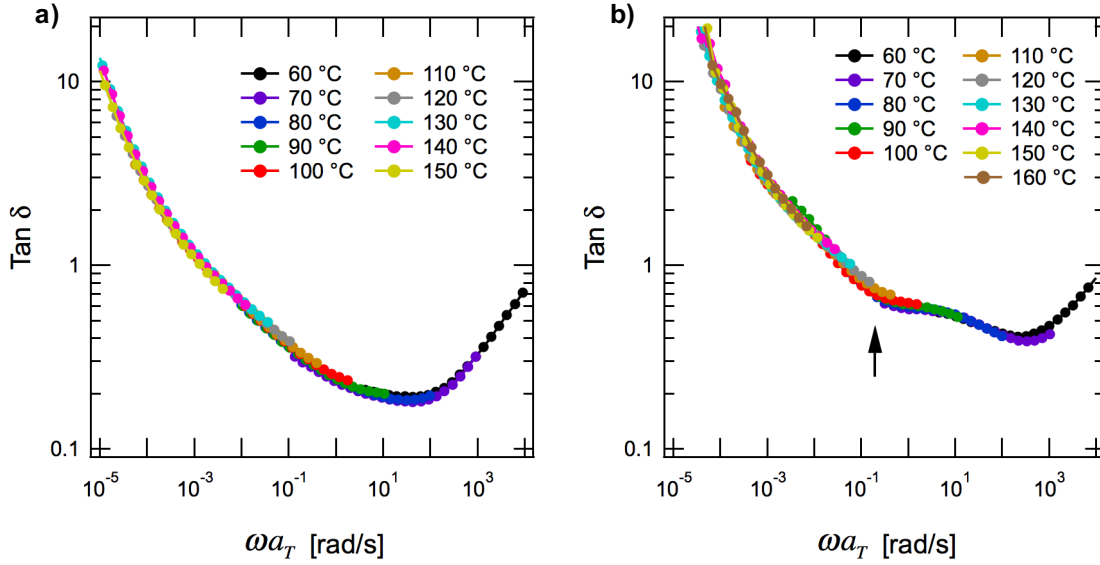 a)
Tan δ
10
1
0.1
60 °C
70 °C
80 °C
90 °C
100 °C
110 °C
120 °C
130 °C
140 °C
150 °C
10⁻⁵
10⁻³
10⁻¹
10¹
10³
ωa_T [rad/s]
b)
Tan δ
10
1
0.1
60 °C
70 °C
80 °C
90 °C
100 °C
110 °C
120 °C
130 °C
140 °C
150 °C
160 °C
10⁻⁵
10⁻³
10⁻¹
10¹
10³
ωa_T [rad/s]